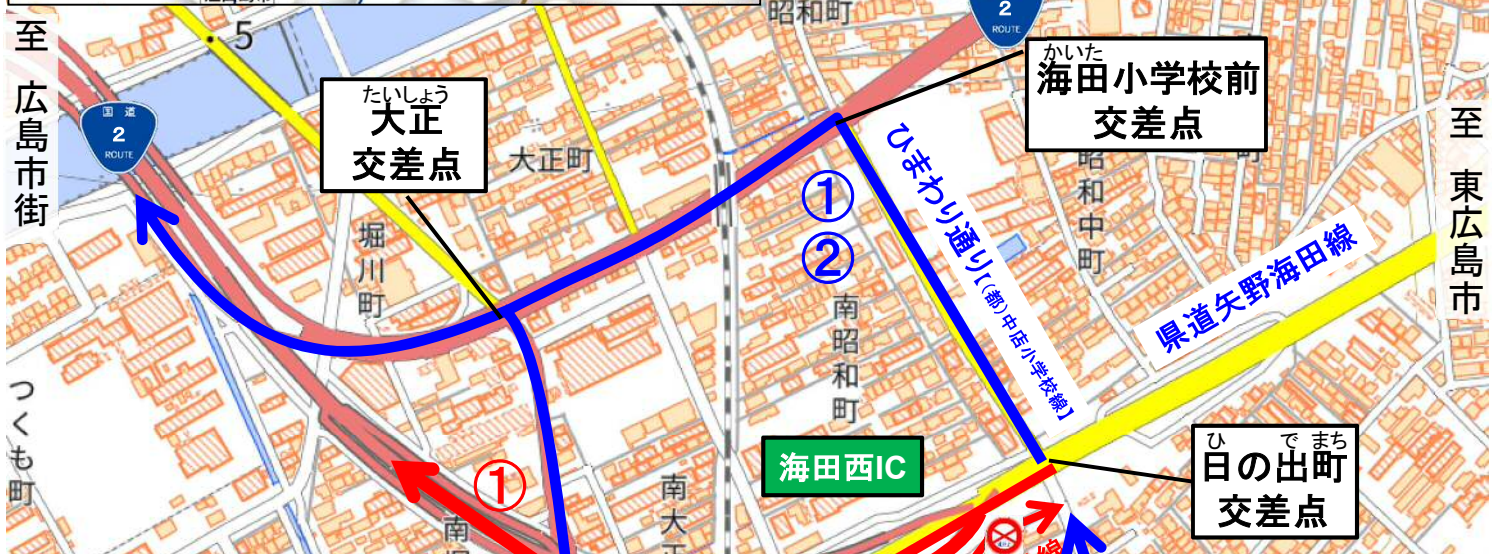 至 広島市街
5
国道
2
ROUTE
たいしょう
大正
交差点
大正町
堀川町
昭和町
2
ROUTE
かいた
海田小学校前
交差点
町
昭和中町
至 東広島市
①
②
ひまわり通り【(都)中店小学校線】
県道矢野海田線
南昭和町
つくも町
①
海田西IC
南大
南
ひ で まち
日の出町
交差点
線